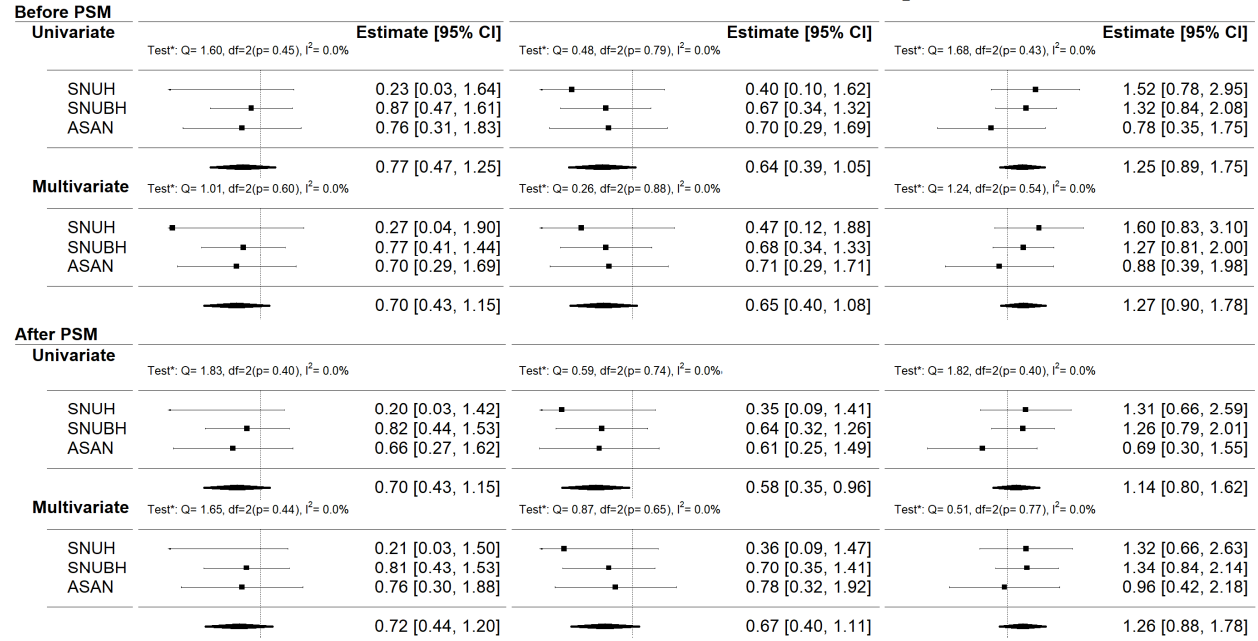 Before PSM
Univariate Estimate [95% CI] Estimate [95% CI] Estimate [95% CI]
Test*: Q= 1.60, df=2(p= 0.45), I²= 0.0% Test*: Q= 0.48, df=2(p= 0.79), I²= 0.0% Test*: Q= 1.68, df=2(p= 0.43), I²= 0.0%
SNUH 0.23 [0.03, 1.64] 0.40 [0.10, 1.62] 1.52 [0.78, 2.95]
SNUBH 0.87 [0.47, 1.61] 0.67 [0.34, 1.32] 1.32 [0.84, 2.08]
ASAN 0.76 [0.31, 1.83] 0.70 [0.29, 1.69] 0.78 [0.35, 1.75]
0.77 [0.47, 1.25] 0.64 [0.39, 1.05] 1.25 [0.89, 1.75]
Multivariate Test*: Q= 1.01, df=2(p= 0.60), I²= 0.0% Test*: Q= 0.26, df=2(p= 0.88), I²= 0.0% Test*: Q= 1.24, df=2(p= 0.54), I²= 0.0%
SNUH 0.27 [0.04, 1.90] 0.47 [0.12, 1.88] 1.60 [0.83, 3.10]
SNUBH 0.77 [0.41, 1.44] 0.68 [0.34, 1.33] 1.27 [0.81, 2.00]
ASAN 0.70 [0.29, 1.69] 0.71 [0.29, 1.71] 0.88 [0.39, 1.98]
0.70 [0.43, 1.15] 0.65 [0.40, 1.08] 1.27 [0.90, 1.78]
After PSM
Univariate
Test*: Q= 1.83, df=2(p= 0.40), I²= 0.0% Test*: Q= 0.59, df=2(p= 0.74), I²= 0.0% Test*: Q= 1.82, df=2(p= 0.40), I²= 0.0%
SNUH 0.20 [0.03, 1.42] 0.35 [0.09, 1.41] 1.31 [0.66, 2.59]
SNUBH 0.82 [0.44, 1.53] 0.64 [0.32, 1.26] 1.26 [0.79, 2.01]
ASAN 0.66 [0.27, 1.62] 0.61 [0.25, 1.49] 0.69 [0.30, 1.55]
0.70 [0.43, 1.15] 0.58 [0.35, 0.96] 1.14 [0.80, 1.62]
Multivariate Test*: Q= 1.65, df=2(p= 0.44), I²= 0.0% Test*: Q= 0.87, df=2(p= 0.65), I²= 0.0% Test*: Q= 0.51, df=2(p= 0.77), I²= 0.0%
SNUH 0.21 [0.03, 1.50] 0.36 [0.09, 1.47] 1.32 [0.66, 2.63]
SNUBH 0.81 [0.43, 1.53] 0.70 [0.35, 1.41] 1.34 [0.84, 2.14]
ASAN 0.76 [0.30, 1.88] 0.78 [0.32, 1.92] 0.96 [0.42, 2.18]
0.72 [0.44, 1.20] 0.67 [0.40, 1.11] 1.26 [0.88, 1.78]